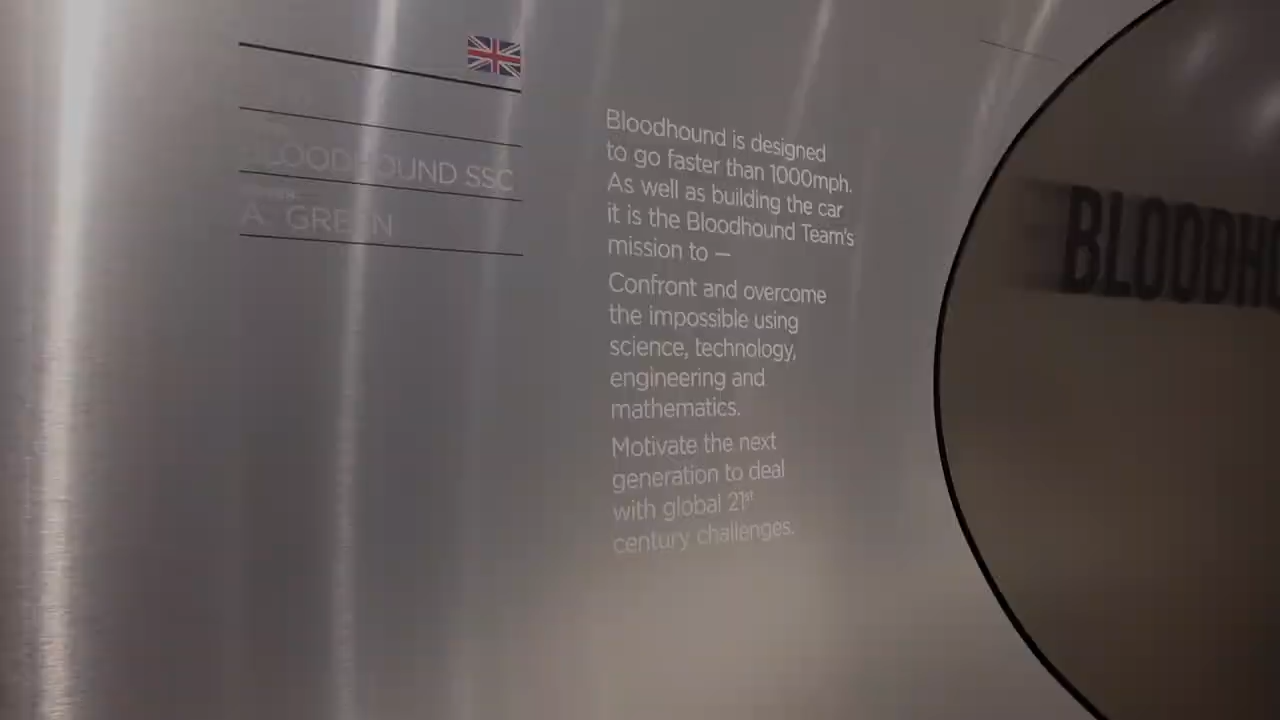 BLOODHOUND SSC
A. GREEN
Bloodhound is designed
to go faster than 1000mph.
As well as building the car
it is the Bloodhound Team's
mission to —
Confront and overcome
the impossible using
science, technology,
engineering and
mathematics.
Motivate the next
generation to deal
with global 21st
century challenges.
BLOODHO